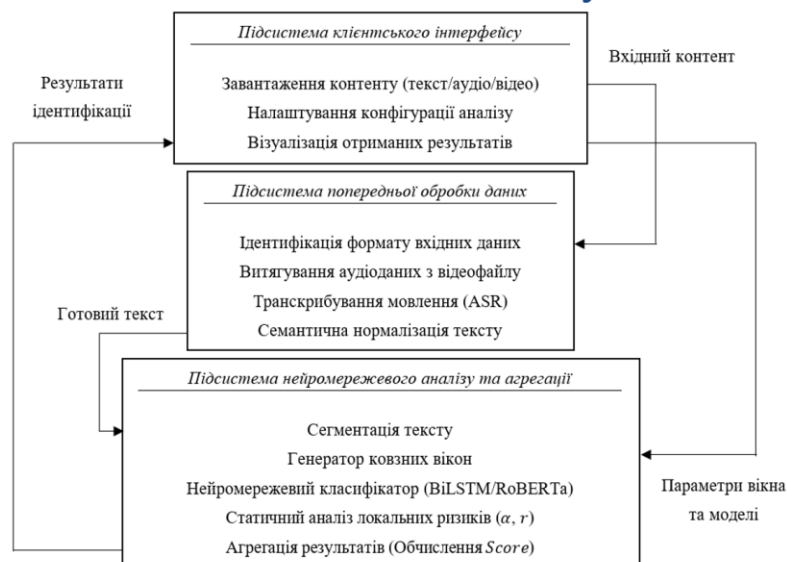 Підсистема клієнтського інтерфейсу
Завантаження контенту (текст/аудіо/відео)
Налаштування конфігурації аналізу
Візуалізація отриманих результатів
Результати
ідентифікації
Вхідний контент
Підсистема попередньої обробки даних
Ідентифікація формату вхідних даних
Витягування аудіоданих з відеофайлу
Транскрибування мовлення (ASR)
Семантична нормалізація тексту
Готовий текст
Підсистема нейромережевого аналізу та агрегації
Сегментація тексту
Генератор ковзних вікон
Нейромережевий класифікатор (BiLSTM/RoBERTa)
Статичний аналіз локальних ризиків (α, r)
Агрегація результатів (Обчислення Score)
Параметри вікна
та моделі